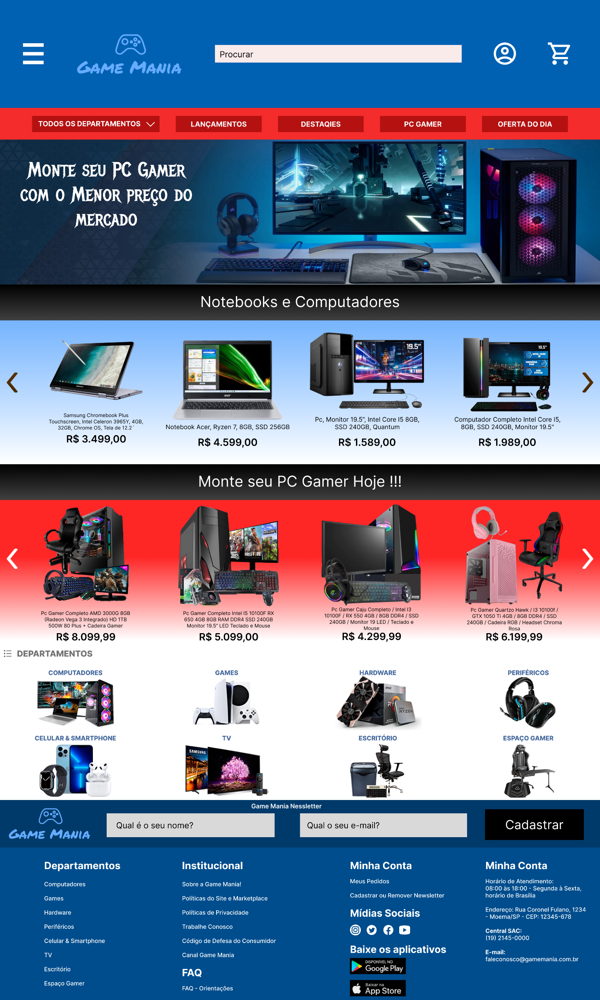 Game Mania
Procurar
TODOS OS DEPARTAMENTOS
LANÇAMENTOS
DESTAQIES
PC GAMER
OFERTA DO DIA
Monte seu PC Gamer
com o Menor preço do
mercado
VENGEANCE
CORSAIR
Notebooks e Computadores
SAMSUNG
acer
19.5”
19.5”
INTEL CORE
I5
MEMÓRIA
8GB
SSD
240GB
Samsung Chromebook Plus
Touchscreen, Intel Celeron 3965Y, 4GB,
32GB, Chrome OS, Tela de 12.2´
R$ 3.499,00
Notebook Acer, Ryzen 7, 8GB, SSD 256GB
R$ 4.599,00
Pc, Monitor 19.5”, Intel Core I5 8GB,
SSD 240GB, Quantum
R$ 1.589,00
Computador Completo Intel Core I5,
8GB, SSD 240GB, Monitor 19.5"
R$ 1.989,00
Monte seu PC Gamer Hoje !!!
FREE FIRE
MINECRAFT
Pc Gamer Completo AMD 3000G 8GB
(Radeon Vega 3 Integrado) HD 1TB
500W 80 Plus + Cadeira Gamer
R$ 8.099,99
Pc Gamer Completo Intel I5 10100F RX
650 4GB 8GB RAM DDR4 SSD 240GB
Monitor 19.5” LED Teclado e Mouse
R$ 5.099,00
Pc Gamer Caju Completo / Intel I3
10100F / RX 550 4GB / 8GB DDR4 / SSD
240GB / Monitor 19 LED / Teclado e
Mouse
R$ 4.299,99
Pc Gamer Quartzo Hawk / I3 10100f /
GTX 1050 Ti 4GB / 8GB DDR4 / SSD
240GB / Cadeira RGB / Headset Chroma
Rosa
R$ 6.199,99
DEPARTAMENTOS
COMPUTADORES
GAMES
HARDWARE
AMD
RY
AMD
RYZEN
PERIFÉRICOS
CELULAR & SMARTPHONE
TV
SAMSUNG
ESCRITÓRIO
ESPAÇO GAMER
Game Mania
Game Mania Nessletter
Qual é o seu nome?
Qual o seu e-mail?
Cadastrar
Departamentos
Computadores
Games
Hardware
Periféricos
Celular & Smartphone
TV
Escritório
Espaço Gamer
Institucional
Sobre a Game Mania!
Políticas do Site e Marketplace
Políticas de Privacidade
Trabalhe Conosco
Código de Defesa do Consumidor
Canal Game Mania
FAQ
FAQ - Orientações
Minha Conta
Meus Pedidos
Cadastrar ou Remover Newsletter
Mídias Sociais
Baixe os aplicativos
DISPONÍVEL NO
Google Play
Baixar na
App Store
Minha Conta
Horário de Atendimento:
08:00 às 18:00 - Segunda à Sexta,
horário de Brasília
Endereço: Rua Coronel Fulano, 1234
- Moema/SP - CEP: 12345-678
Central SAC:
(19) 2145-0000
E-mail:
faleconosco@gamemania.com.br